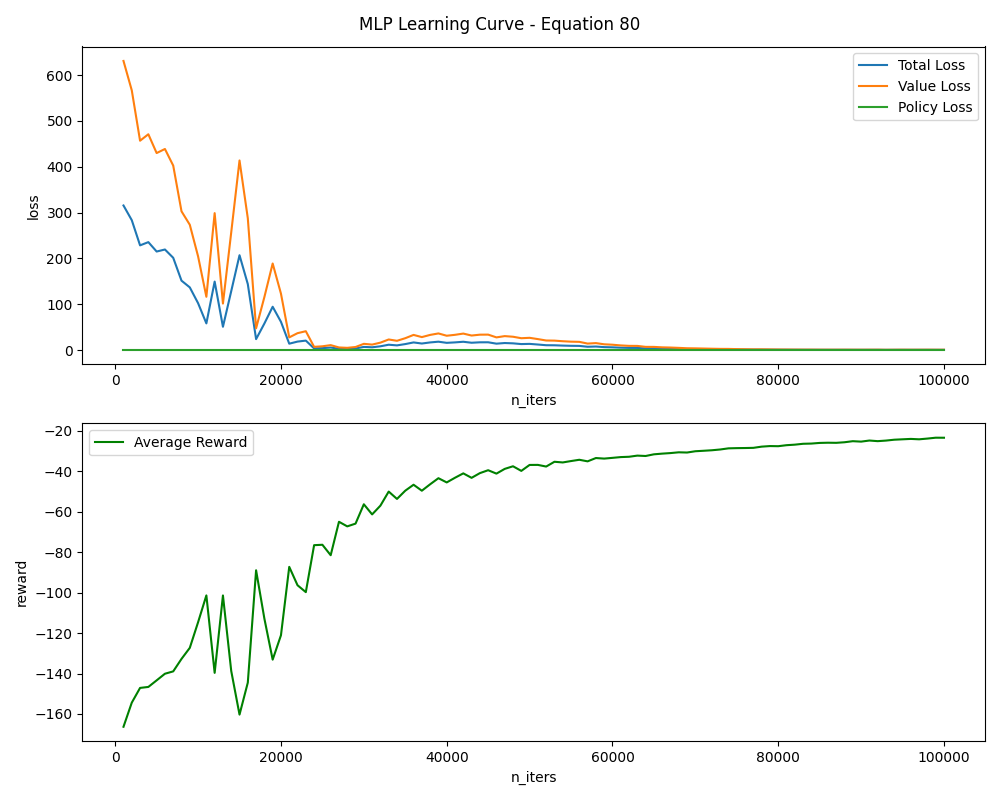 MLP Learning Curve - Equation 80
600
500
400
300
200
100
0
loss
Total Loss
Value Loss
Policy Loss
0 20000 40000 60000 80000 100000
n_iters
−20
−40
−60
−80
−100
−120
−140
−160
reward
Average Reward
0 20000 40000 60000 80000 100000
n_iters